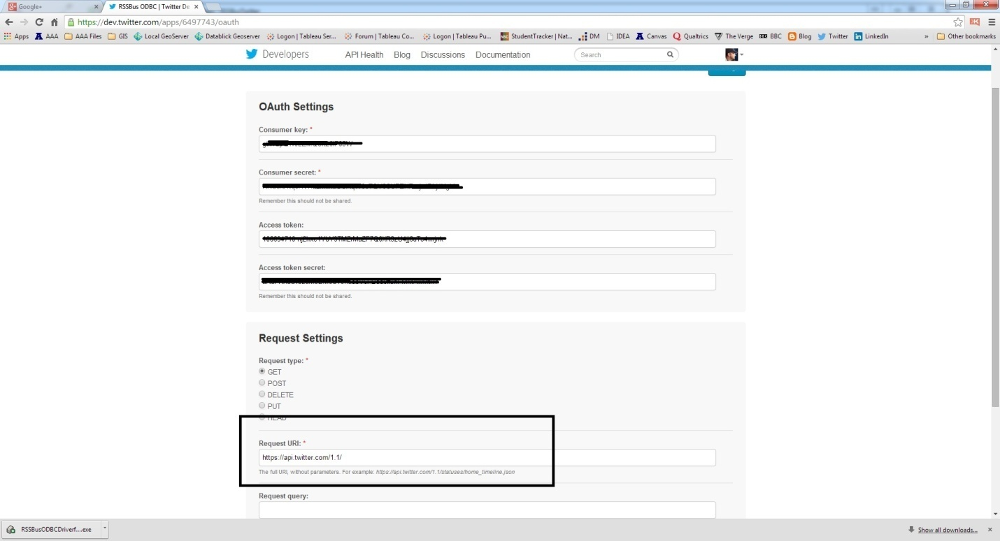 Google+
RSSBus ODBC | Twitter De
https://dev.twitter.com/apps/6497743/oauth
Apps AAA AAA Files GIS Local GeoServer Datablick Geoserver Logon | Tableau Ser... Forum | Tableau Co... Logon | Tableau Pu... StudentTracker | Nat... DM IDEA Canvas Qualtrics The Verge BBC Blog Twitter LinkedIn » Other bookmarks
Developers API Health Blog Discussions Documentation Search
OAuth Settings
Consumer key: *
Consumer secret: *
Remember this should not be shared.
Access token:
Access token secret:
Remember this should not be shared.
Request Settings
Request type: *
GET
POST
DELETE
PUT
HEAD
Request URI: *
https://api.twitter.com/1.1/
The full URI, without parameters. For example: https://api.twitter.com/1.1/statuses/home_timeline.json
Request query:
RSSBusODBCDriverf....exe
Show all downloads...